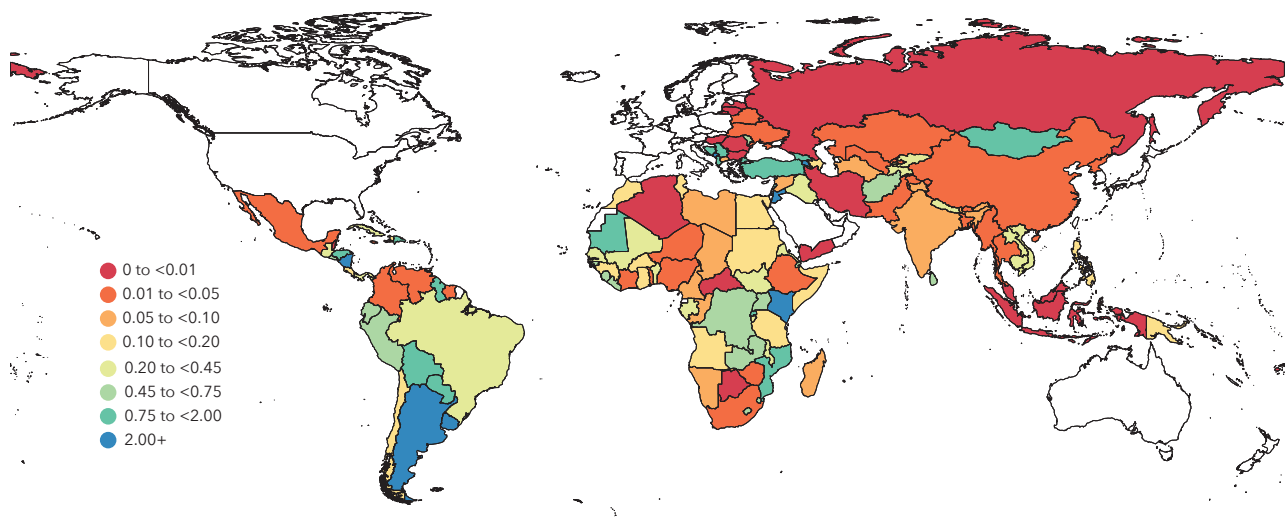 0 to <0.01
0.01 to <0.05
0.05 to <0.10
0.10 to <0.20
0.20 to <0.45
0.45 to <0.75
0.75 to <2.00
2.00+